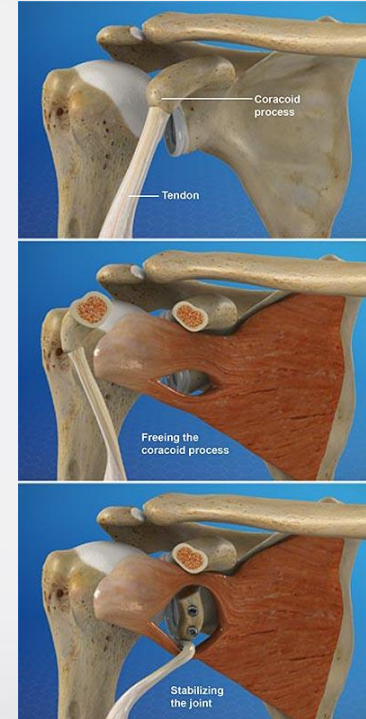 Coracoid
process
Tendon
Freeing the
coracoid process
Stabilizing
the joint